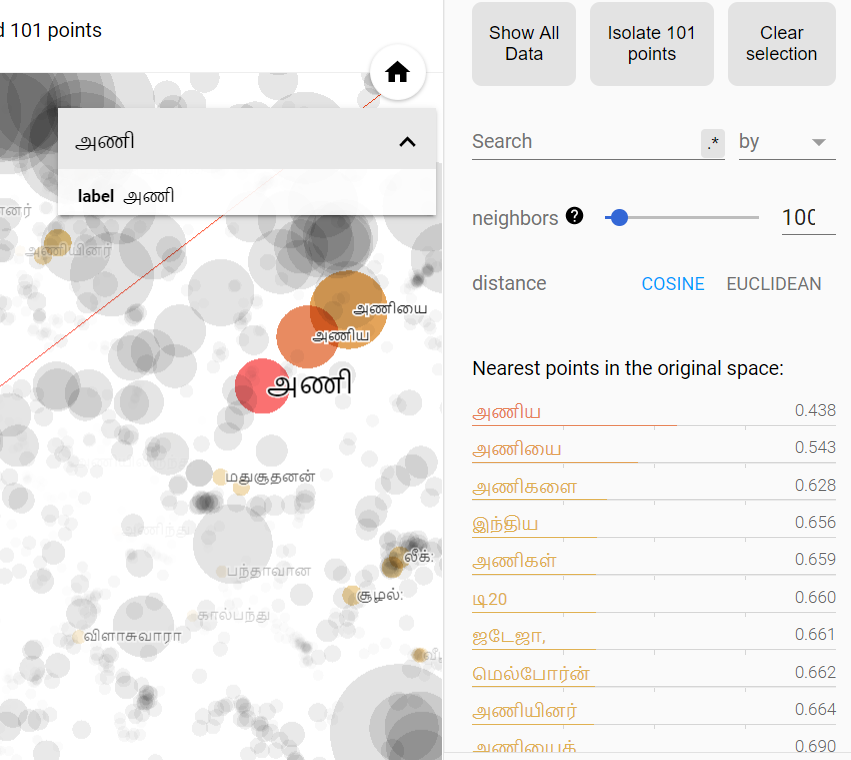 101 points
அணி
label அணி
னர்
அணியினர்
அணியை
அணிய
அணி
மதுசூதனன்
லீக்:
பந்தாவான
சூழல்:
கால்பந்து
விளாசுவாரா
Show All Data
Isolate 101 points
Clear selection
Search .* by
neighbors ? 100
distance COSINE EUCLIDEAN
Nearest points in the original space:
அணிய 0.438
அணியை 0.543
அணிகளை 0.628
இந்திய 0.656
அணிகள் 0.659
டி20 0.660
ஜடேஜா, 0.661
மெல்போர்ன் 0.662
அணியினர் 0.664
அணியைத் 0.690